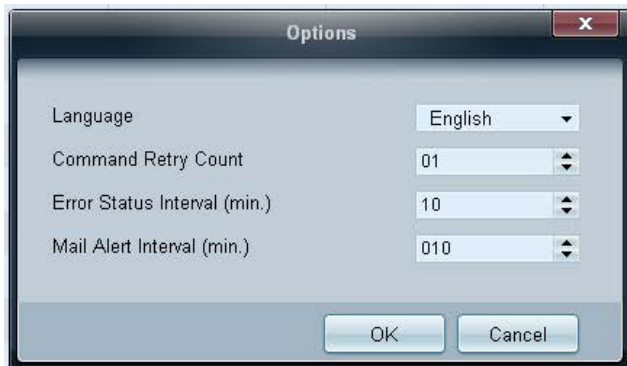 Options
Language English
Command Retry Count 01
Error Status Interval (min.) 10
Mail Alert Interval (min.) 010
OK Cancel